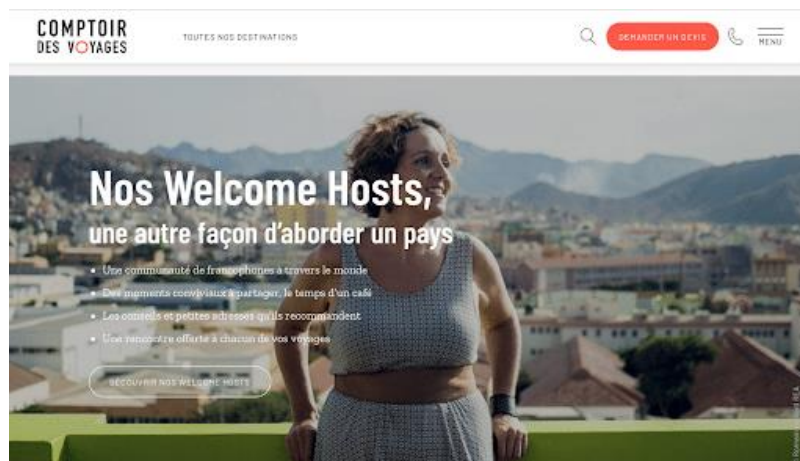 COMPTOIR
DES VOYAGES
TOUTES NOS DESTINATIONS
DEMANDER UN DEVIS
MENU
Nos Welcome Hosts,
une autre façon d'aborder un pays
• Une communauté de francophones à travers le monde
• Des moments conviviaux à partager, le temps d'un café
• Les conseils et petites adresses qu'ils recommandent
• Une rencontre offerte à chacun de vos voyages
DÉCOUVRIR NOS WELCOME HOSTS